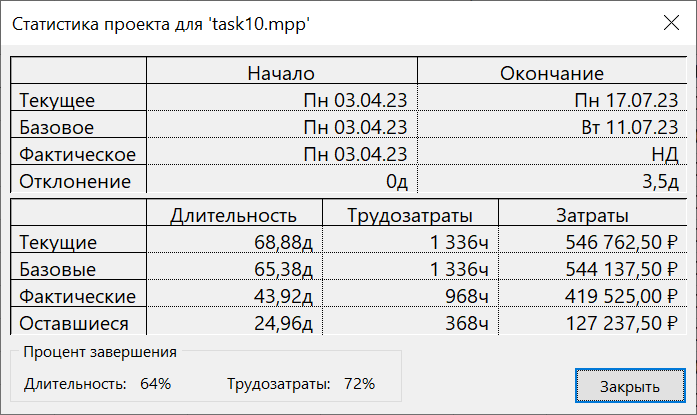 Статистика проекта для 'task10.mpp'
Начало Окончание
Текущее Пн 03.04.23 Пн 17.07.23
Базовое Пн 03.04.23 Вт 11.07.23
Фактическое Пн 03.04.23 НД
Отклонение 0д 3,5д
Длительность Трудозатраты Затраты
Текущие 68,88д 1 336ч 546 762,50 ₽
Базовые 65,38д 1 336ч 544 137,50 ₽
Фактические 43,92д 968ч 419 525,00 ₽
Оставшиеся 24,96д 368ч 127 237,50 ₽
Процент завершения
Длительность: 64% Трудозатраты: 72%
Закрыть